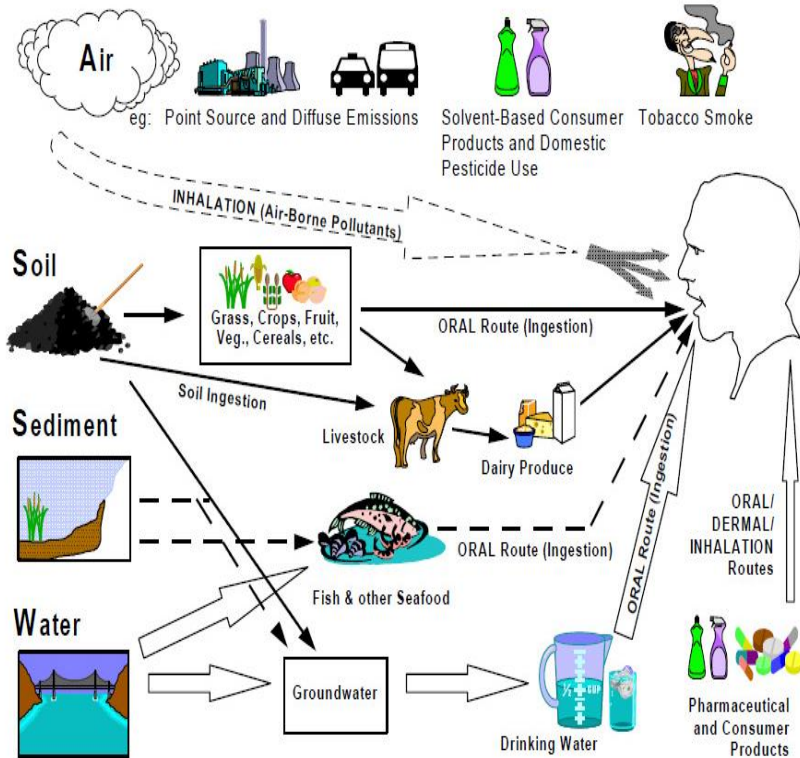 Air
eg: Point Source and Diffuse Emissions
Solvent-Based Consumer
Products and Domestic
Pesticide Use
Tobacco Smoke
INHALATION (Air-Borne Pollutants)
Soil
Grass, Crops, Fruit,
Veg., Cereals, etc.
ORAL Route (Ingestion)
Soil Ingestion
Livestock
Dairy Produce
Sediment
ORAL Route (Ingestion)
Fish & other Seafood
ORAL Route (Ingestion)
ORAL/
DERMAL/
INHALATION
Routes
Water
Groundwater
½ CUP
Drinking Water
Pharmaceutical
and Consumer
Products